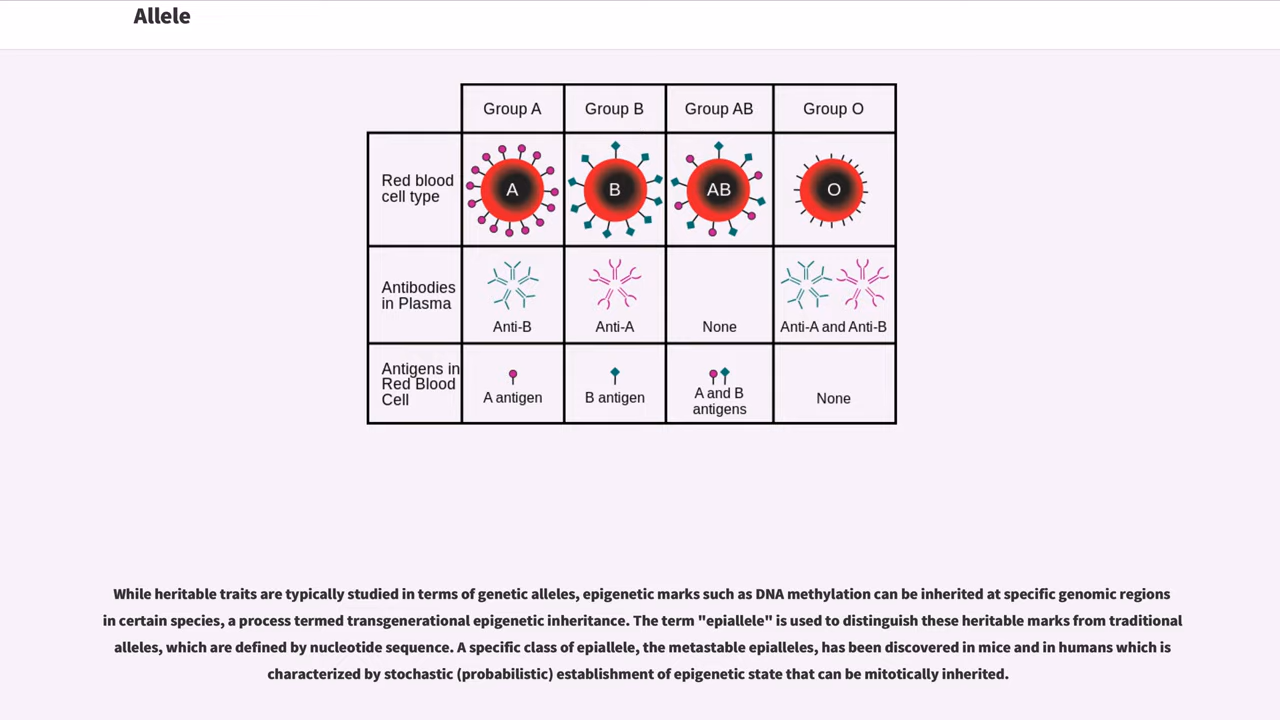 Allele
Group A Group B Group AB Group O
Red blood
cell type
A B AB O
Antibodies
in Plasma
Anti-B Anti-A None Anti-A and Anti-B
Antigens in
Red Blood
Cell
A antigen B antigen A and B
antigens None
While heritable traits are typically studied in terms of genetic alleles, epigenetic marks such as DNA methylation can be inherited at specific genomic regions
in certain species, a process termed transgenerational epigenetic inheritance. The term "epiallele" is used to distinguish these heritable marks from traditional
alleles, which are defined by nucleotide sequence. A specific class of epiallele, the metastable epialleles, has been discovered in mice and in humans which is
characterized by stochastic (probabilistic) establishment of epigenetic state that can be mitotically inherited.